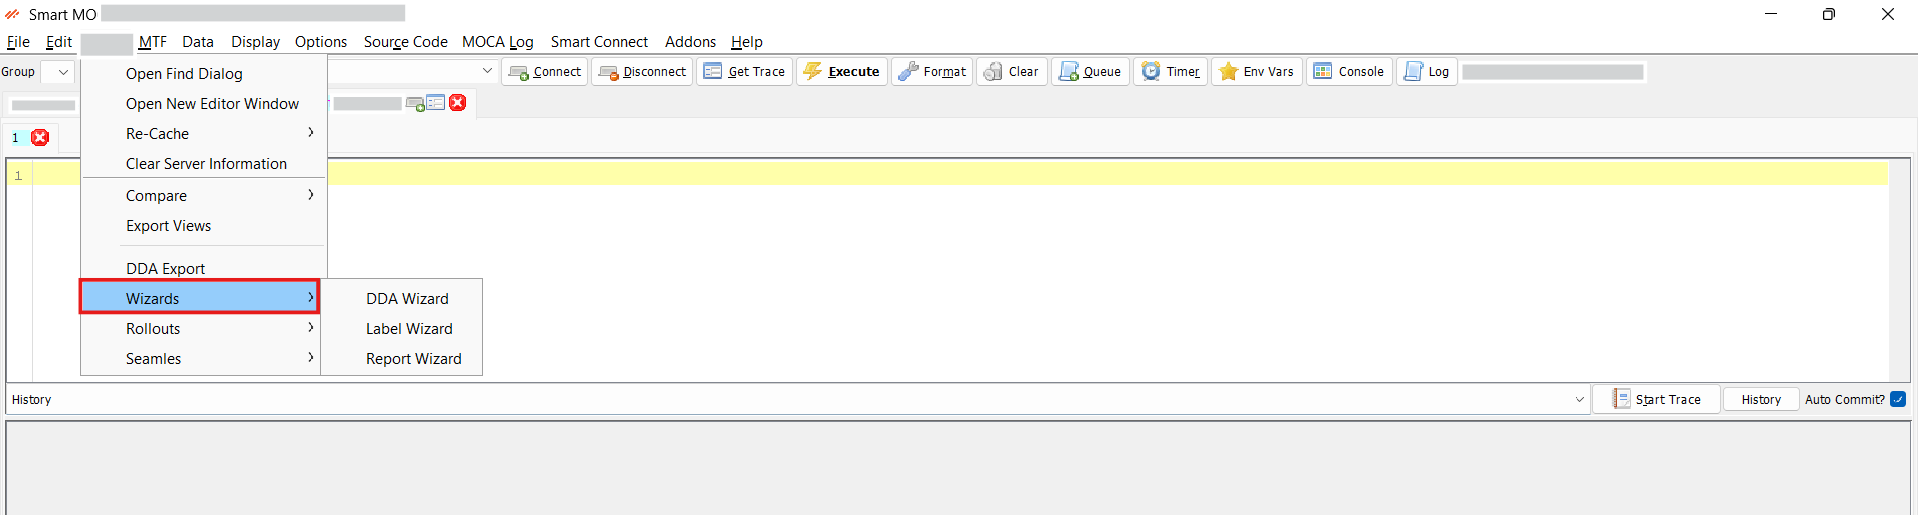 Smart MO
File Edit MTF Data Display Options Source Code MOCA Log Smart Connect Addons Help
Group Connect Disconnect Get Trace Execute Format Clear Queue Timer Env Vars Console Log
Open Find Dialog
Open New Editor Window
1
Re-Cache
Clear Server Information
1
Compare
Export Views
DDA Export
Wizards
DDA Wizard
Rollouts
Label Wizard
Seamles
Report Wizard
History Start Trace History Auto Commit?